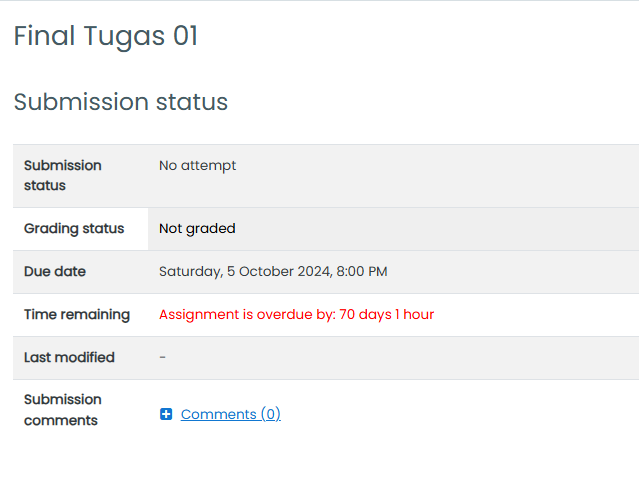 Final Tugas 01
Submission status
Submission
status
No attempt
Grading status
Not graded
Due date
Saturday, 5 October 2024, 8:00 PM
Time remaining
Assignment is overdue by: 70 days 1 hour
Last modified
-
Submission
comments
Comments (0)